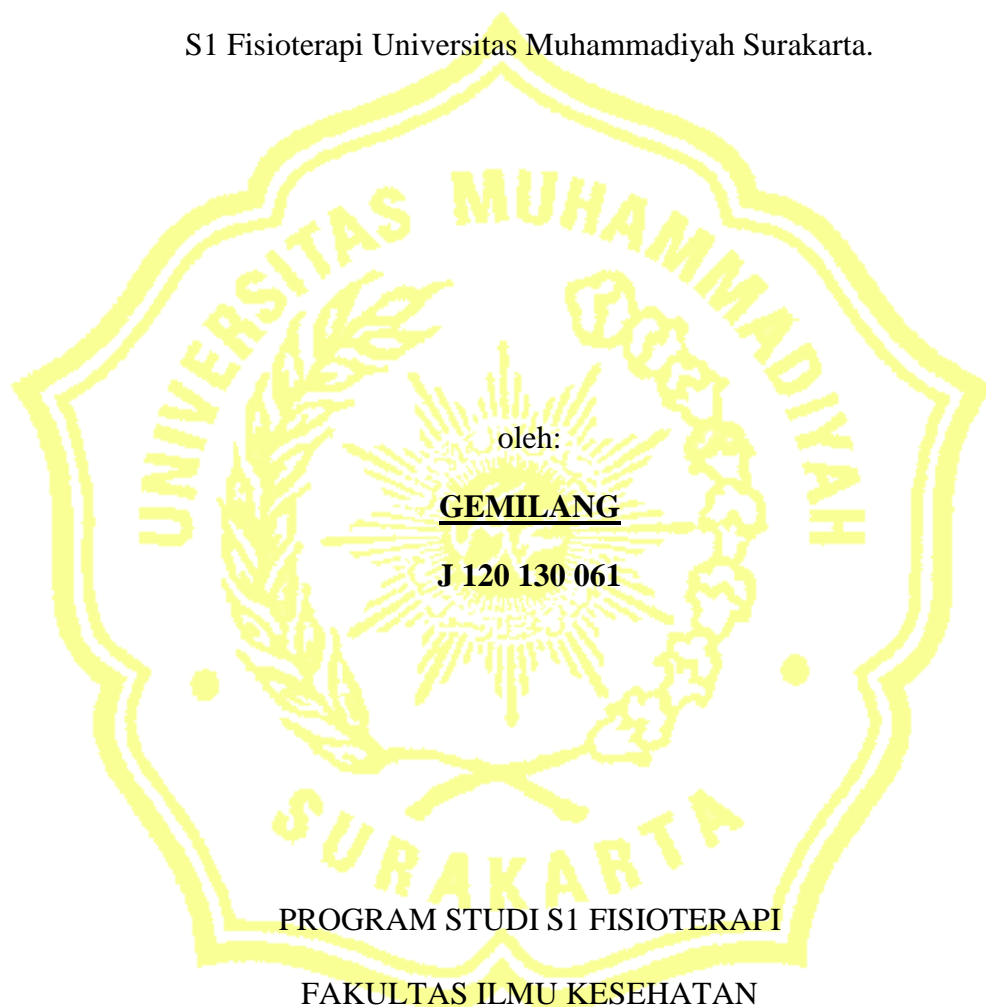 S1 Fisioterapi Universitas Muhammadiyah Surakarta.
UNIVERSITAS MUHAMMADIYAH
oleh:
GEMILANG
J 120 130 061
SURAKARTA
PROGRAM STUDI S1 FISIOTERAPI
FAKULTAS ILMU KESEHATAN